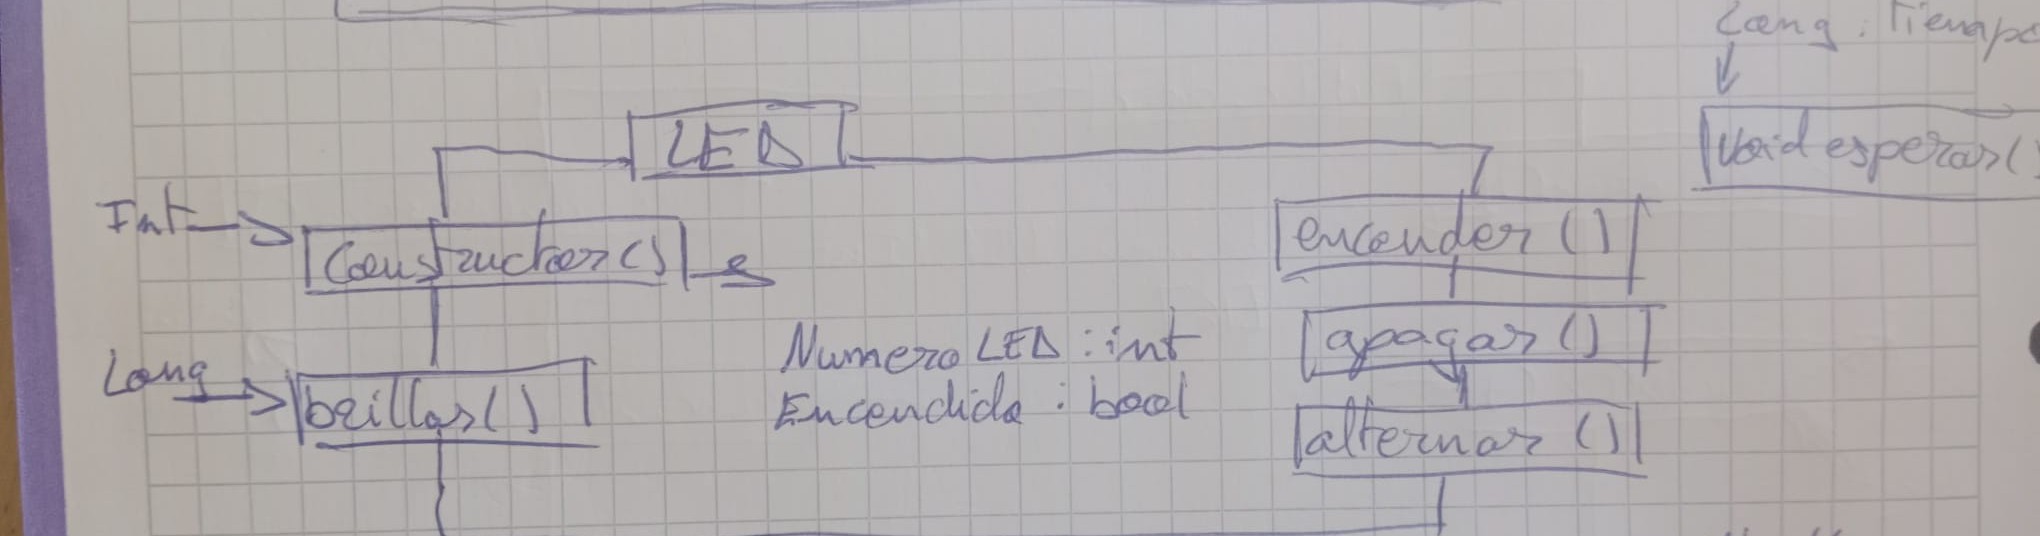 Long : Tiempo
LED
void esperar()
Int
Constructor()
encender ()
Numero LED : int
apagar ()
Long
brillar()
Encendida : bool
alternar ()